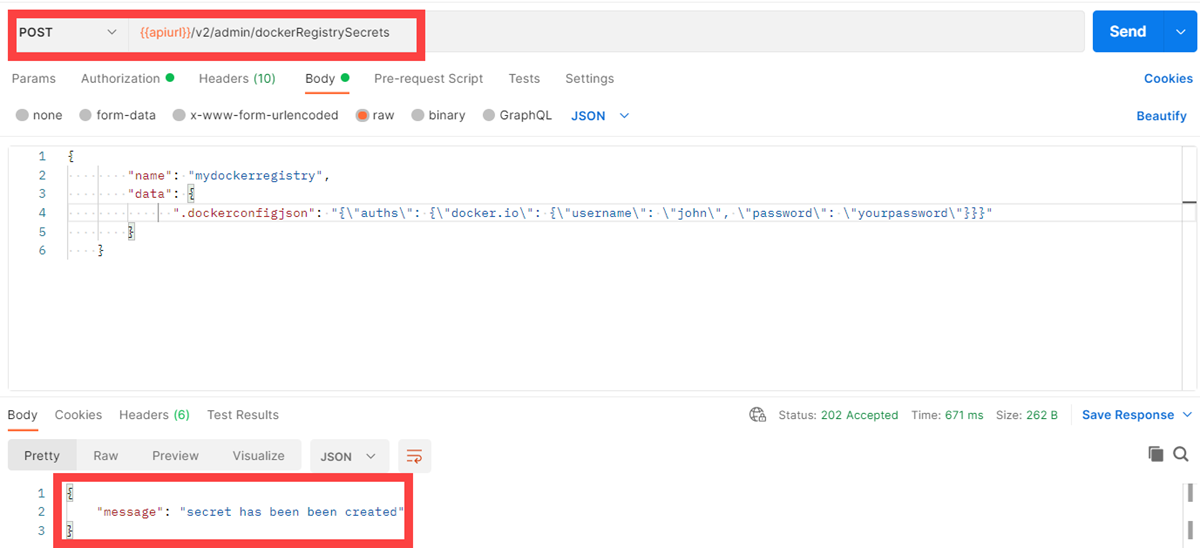 POST {{apiurl}}/v2/admin/dockerRegistrySecrets Send
Params Authorization Headers (10) Body Pre-request Script Tests Settings Cookies
none form-data x-www-form-urlencoded raw binary GraphQL JSON Beautify
1 {
2 "name": "mydockerregistry",
3 "data": {
4 ".dockerconfigjson": "{\"auths\": {\"docker.io\": {\"username\": \"john\", \"password\": \"yourpassword\"}}}"
5 }
6 }
Body Cookies Headers (6) Test Results Status: 202 Accepted Time: 671 ms Size: 262 B Save Response
Pretty Raw Preview Visualize JSON
1 {
2 "message": "secret has been been created"
3 }